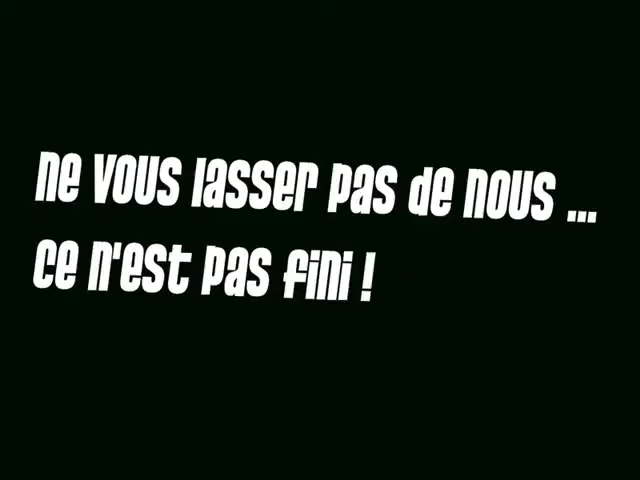 ne vous lasser pas de nous ...
ce n'est pas fini !